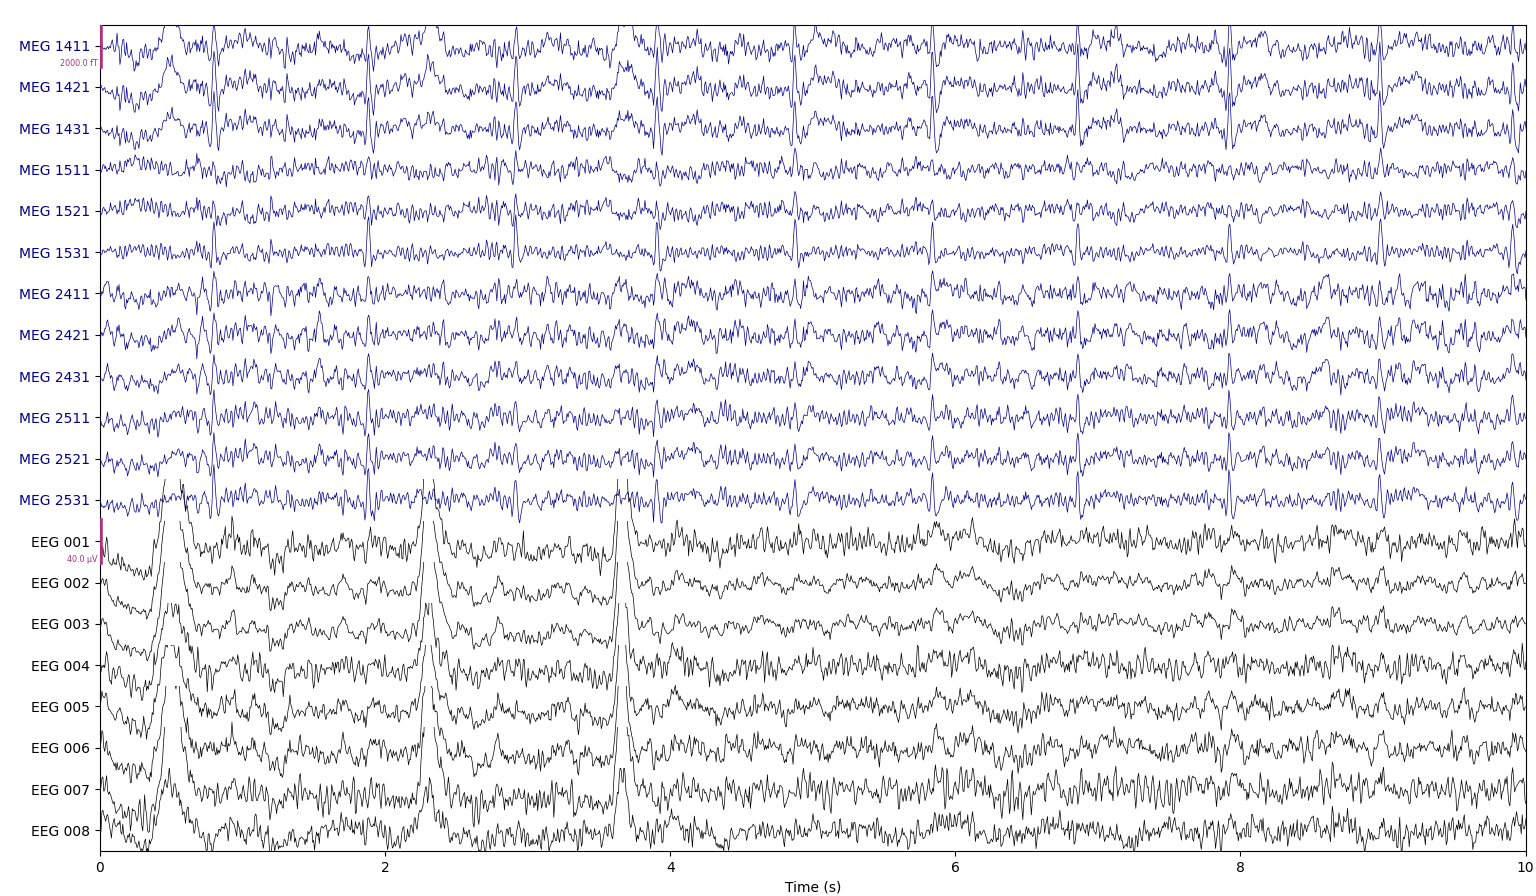 MEG 1411
2000.0 fT
MEG 1421
MEG 1431
MEG 1511
MEG 1521
MEG 1531
MEG 2411
MEG 2421
MEG 2431
MEG 2511
MEG 2521
MEG 2531
EEG 001
40.0 µV
EEG 002
EEG 003
EEG 004
EEG 005
EEG 006
EEG 007
EEG 008
0 2 4 6 8 10
Time (s)